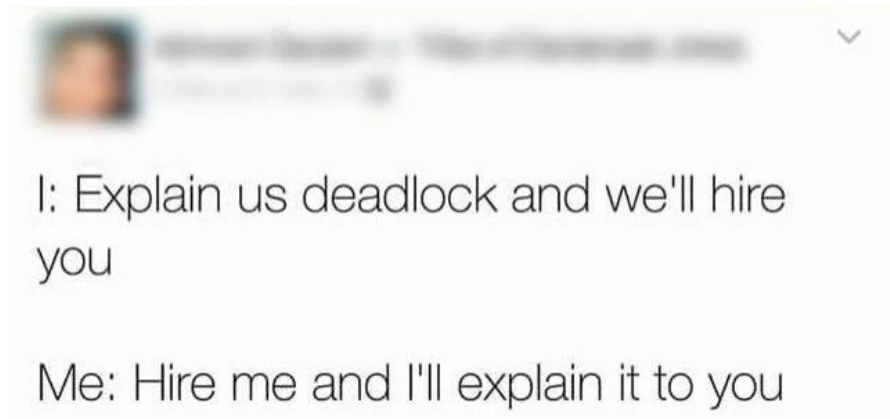 I: Explain us deadlock and we'll hire
you
Me: Hire me and I'll explain it to you